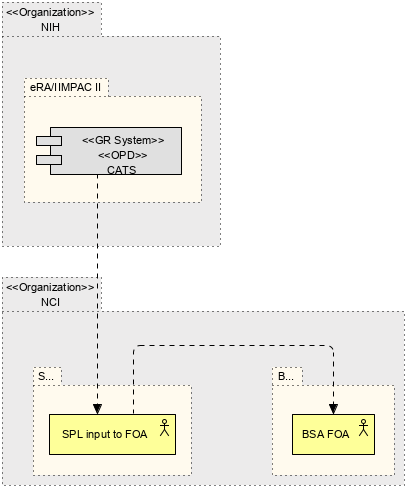 <<Organization>>
NIH
eRA/IIMPAC II
<<GR System>>
<<OPD>>
CATS
<<Organization>>
NCI
S...
B...
SPL input to FOA
BSA FOA